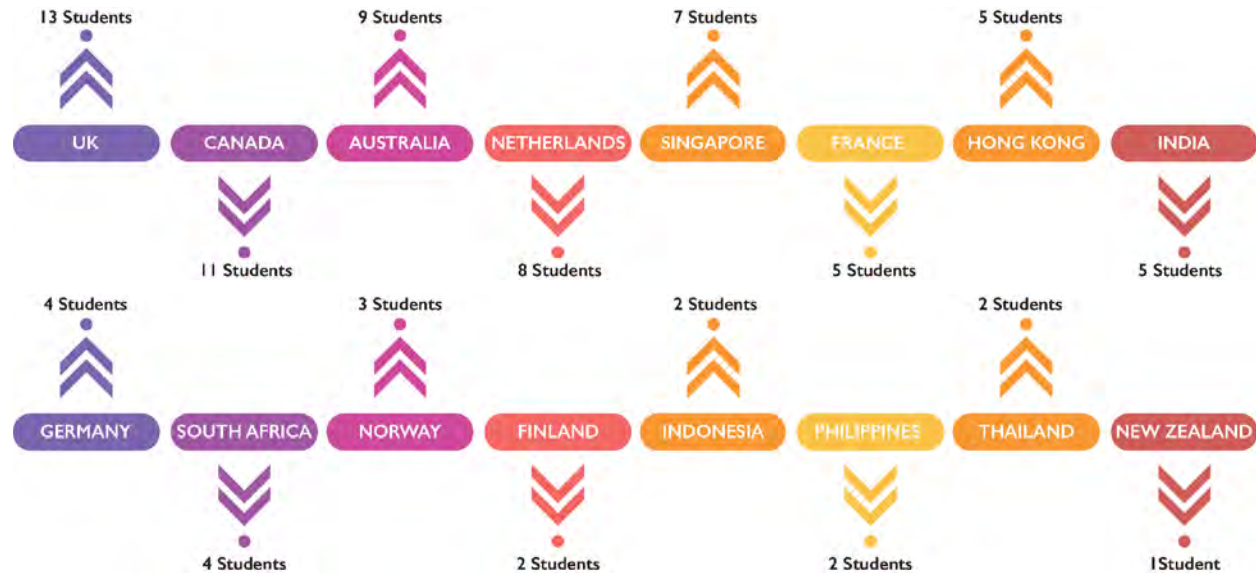 13 Students
9 Students
7 Students
5 Students
UK
CANADA
AUSTRALIA
NETHERLANDS
SINGAPORE
FRANCE
HONG KONG
INDIA
11 Students
8 Students
5 Students
5 Students
4 Students
3 Students
2 Students
2 Students
GERMANY
SOUTH AFRICA
NORWAY
FINLAND
INDONESIA
PHILIPPINES
THAILAND
NEW ZEALAND
4 Students
2 Students
2 Students
1Student